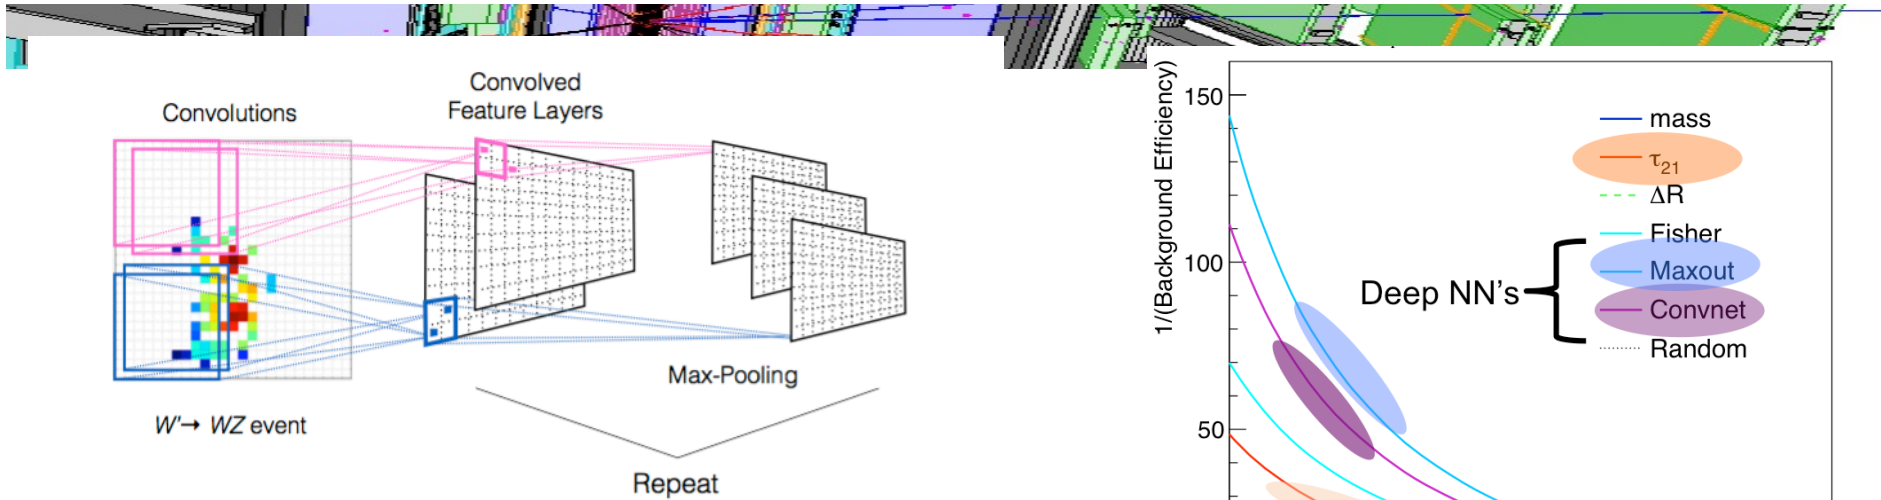 Convolutions
Convolved
Feature Layers
Max-Pooling
W'→ WZ event
Repeat
1/(Background Efficiency)
150
100
50
mass
τ21
ΔR
Fisher
Maxout
Convnet
Random
Deep NN's